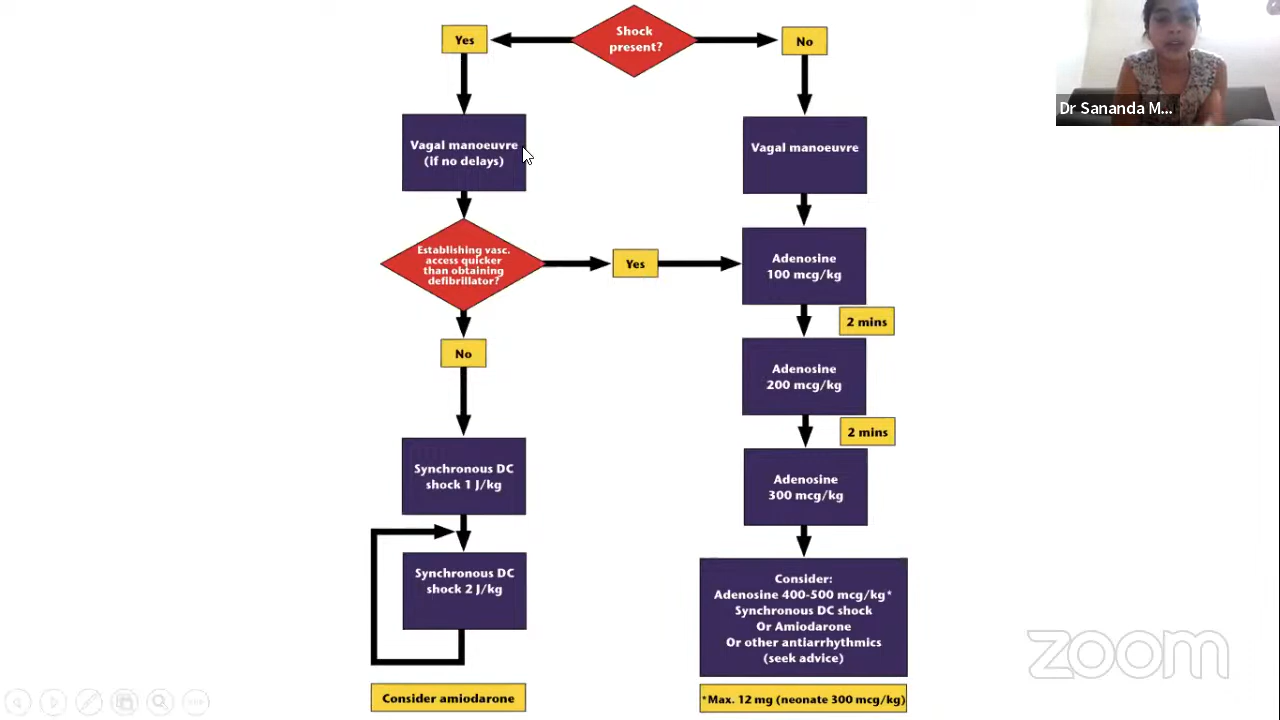 Shock
present?
Yes
No
Dr Sananda M...
Vagal manoeuvre
(if no delays)
Vagal manoeuvre
Establishing vasc.
access quicker
than obtaining
defibrillator?
Yes
Adenosine
100 mcg/kg
2 mins
No
Adenosine
200 mcg/kg
2 mins
Synchronous DC
shock 1 J/kg
Adenosine
300 mcg/kg
Synchronous DC
shock 2 J/kg
Consider:
Adenosine 400-500 mcg/kg*
Synchronous DC shock
Or Amiodarone
Or other antiarrhythmics
(seek advice)
zoom
Consider amiodarone
*Max. 12 mg (neonate 300 mcg/kg)